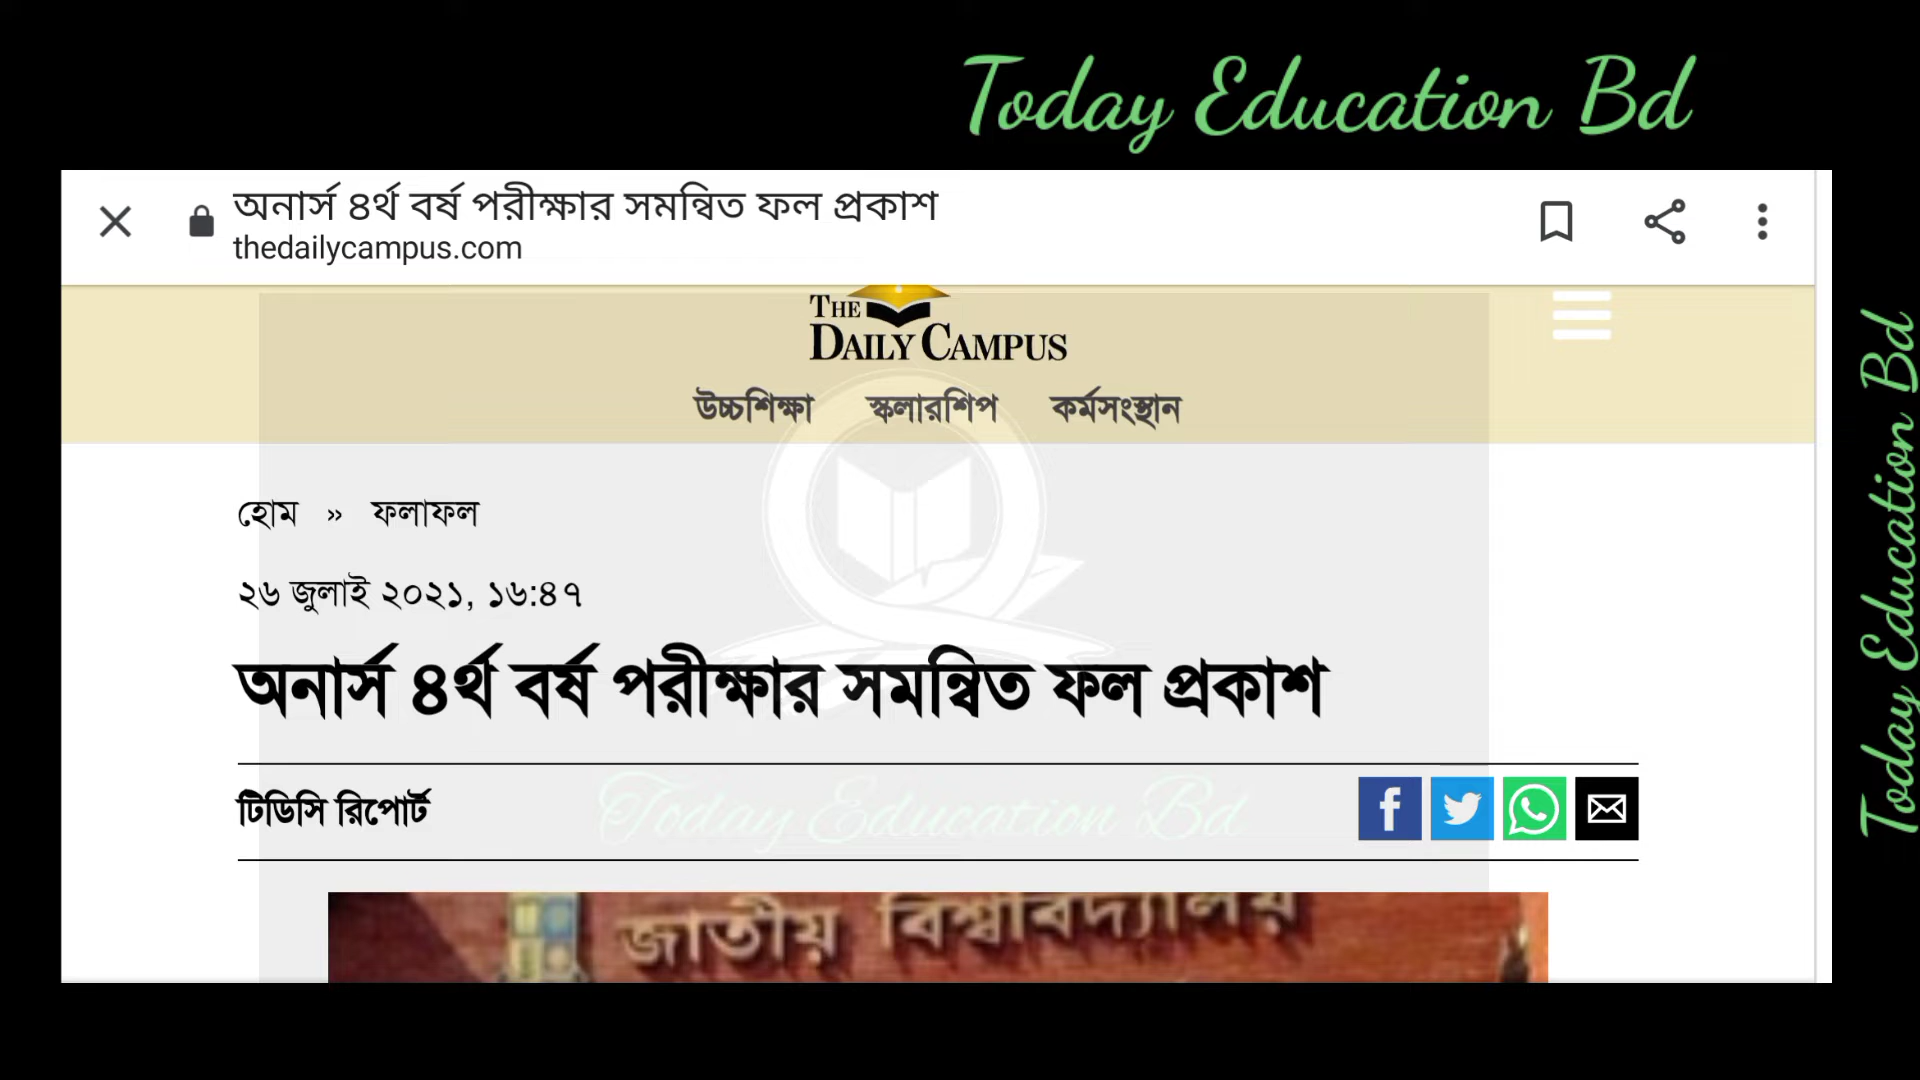 Today Education Bd
অনার্স ৪র্থ বর্ষ পরীক্ষার সমন্বিত ফল প্রকাশ
thedailycampus.com
THE
DAILY CAMPUS
উচ্চশিক্ষা স্কলারশিপ কর্মসংস্থান
হোম » ফলাফল
২৬ জুলাই ২০২১, ১৬:৪৭
অনার্স ৪র্থ বর্ষ পরীক্ষার সমন্বিত ফল প্রকাশ
টিডিসি রিপোর্ট
Today Education Bd
জাতীয় বিশ্ববিদ্যালয়
Today Education Bd